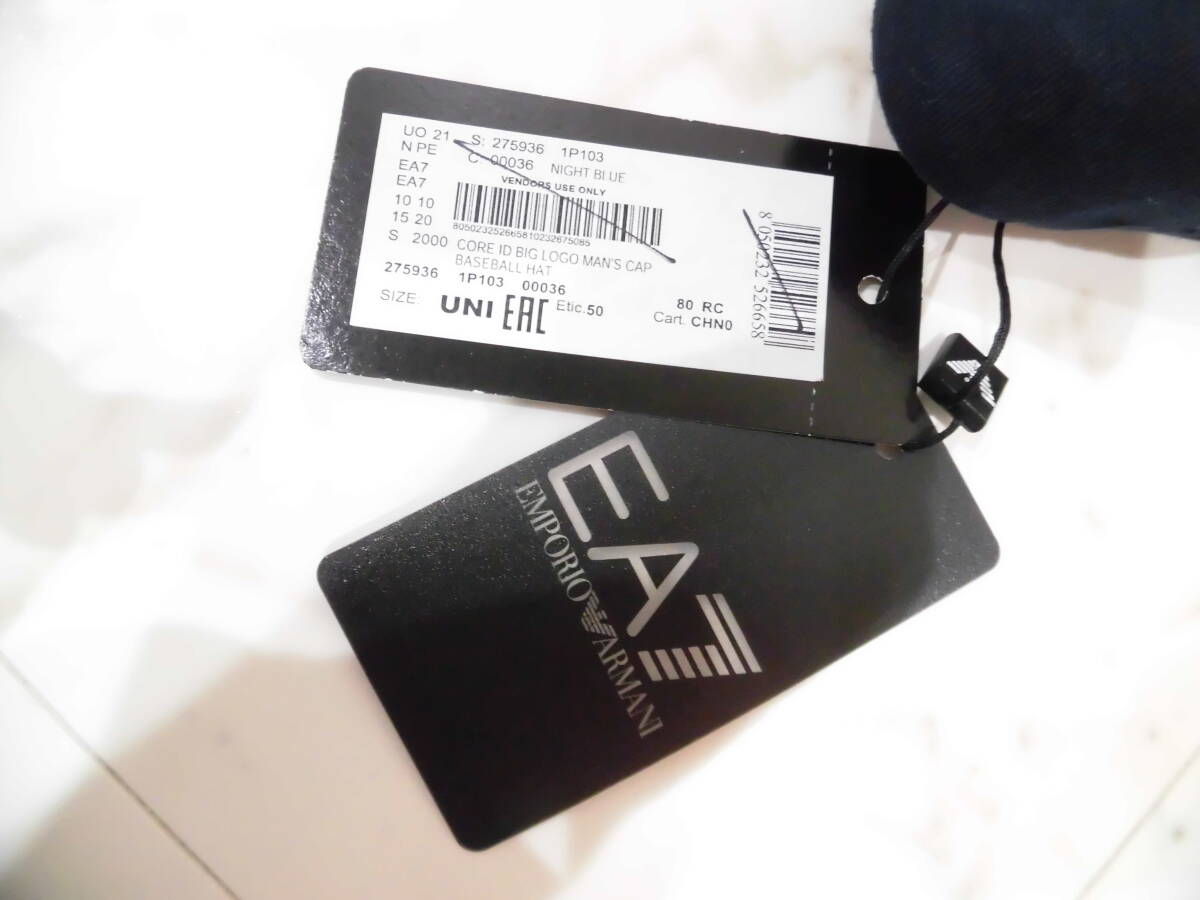 UO 21 S: 275936 1P103
N PE C: 00036 NIGHT BLUE
EA7 VENDORS USE ONLY
EA7
10 10
15 20 80502325266581023267​5085
S 2000 CORE ID BIG LOGO MAN'S CAP
BASEBALL HAT
275936 1P103 00036
SIZE: UNI EAC Etic.50
80 RC
Cart. CHN0
8 050232 526658
EA7
EMPORIO ARMANI